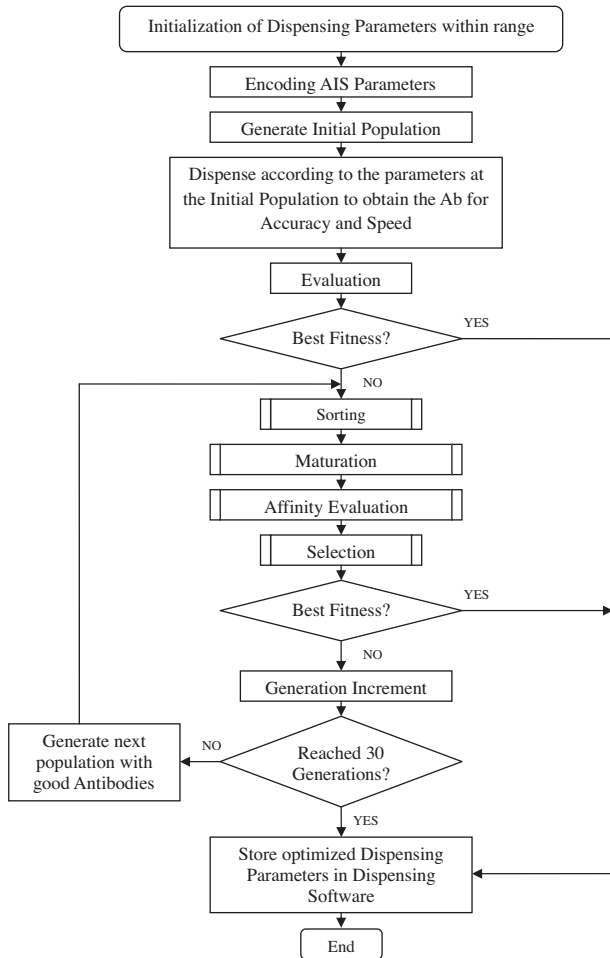 Initialization of Dispensing Parameters within range
Encoding AIS Parameters
Generate Initial Population
Dispense according to the parameters at
the Initial Population to obtain the Ab for
Accuracy and Speed
Evaluation
Best Fitness?
YES
NO
Sorting
Maturation
Affinity Evaluation
Selection
Best Fitness?
YES
NO
Generation Increment
Reached 30
Generations?
NO
Generate next
population with
good Antibodies
YES
Store optimized Dispensing
Parameters in Dispensing
Software
End